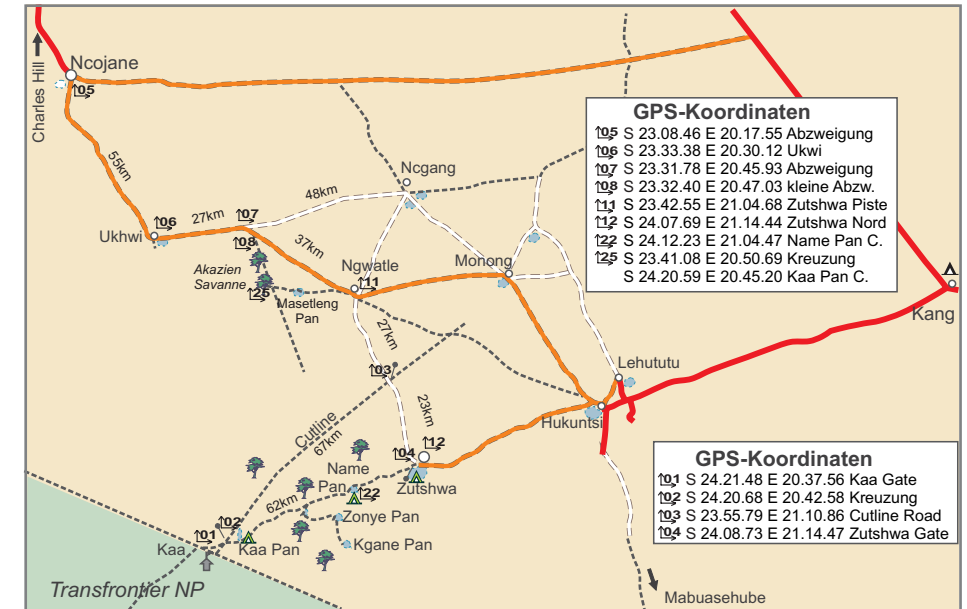 Charles Hill
Ncojane
05
55km
Ncgang
48km
27km
07
06
Ukhwi
08
37km
Akazien
Savanne
25
Masetleng
Pan
Ngwatle
11
Monong
27km
03
23km
Lehututu
Hukuntsi
Kang
Cutline
67km
12
04
Zutshwa
Name
Pan
22
62km
Zonye Pan
Kgane Pan
02
01
Kaa
Kaa Pan
Transfrontier NP
Mabuasehube
GPS-Koordinaten
05 S 23.08.46 E 20.17.55 Abzweigung
06 S 23.33.38 E 20.30.12 Ukwi
07 S 23.31.78 E 20.45.93 Abzweigung
08 S 23.32.40 E 20.47.03 kleine Abzw.
11 S 23.42.55 E 21.04.68 Zutshwa Piste
12 S 24.07.69 E 21.14.44 Zutshwa Nord
22 S 24.12.23 E 21.04.47 Name Pan C.
25 S 23.41.08 E 20.50.69 Kreuzung
S 24.20.59 E 20.45.20 Kaa Pan C.
GPS-Koordinaten
01 S 24.21.48 E 20.37.56 Kaa Gate
02 S 24.20.68 E 20.42.58 Kreuzung
03 S 23.55.79 E 21.10.86 Cutline Road
04 S 24.08.73 E 21.14.47 Zutshwa Gate